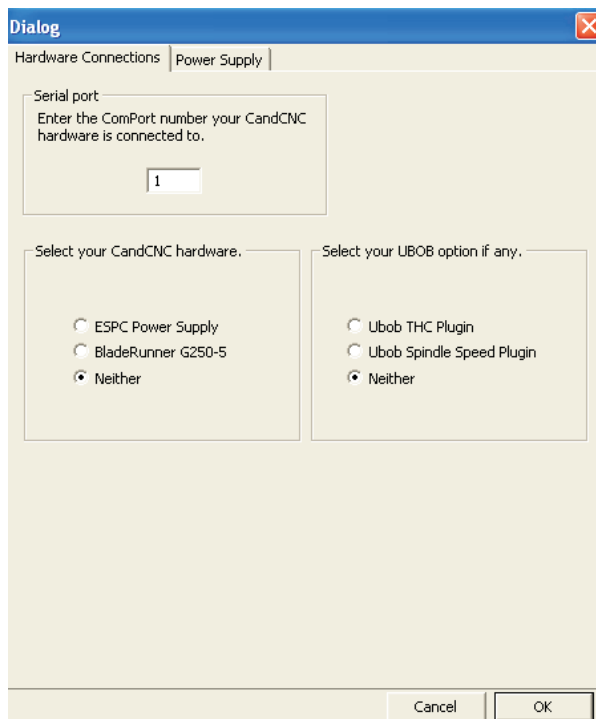 Dialog
Hardware Connections
Power Supply
Serial port
Enter the ComPort number your CandCNC
hardware is connected to.
1
Select your CandCNC hardware.
ESPC Power Supply
BladeRunner G250-5
Neither
Select your UBOB option if any.
Ubob THC Plugin
Ubob Spindle Speed Plugin
Neither
Cancel
OK